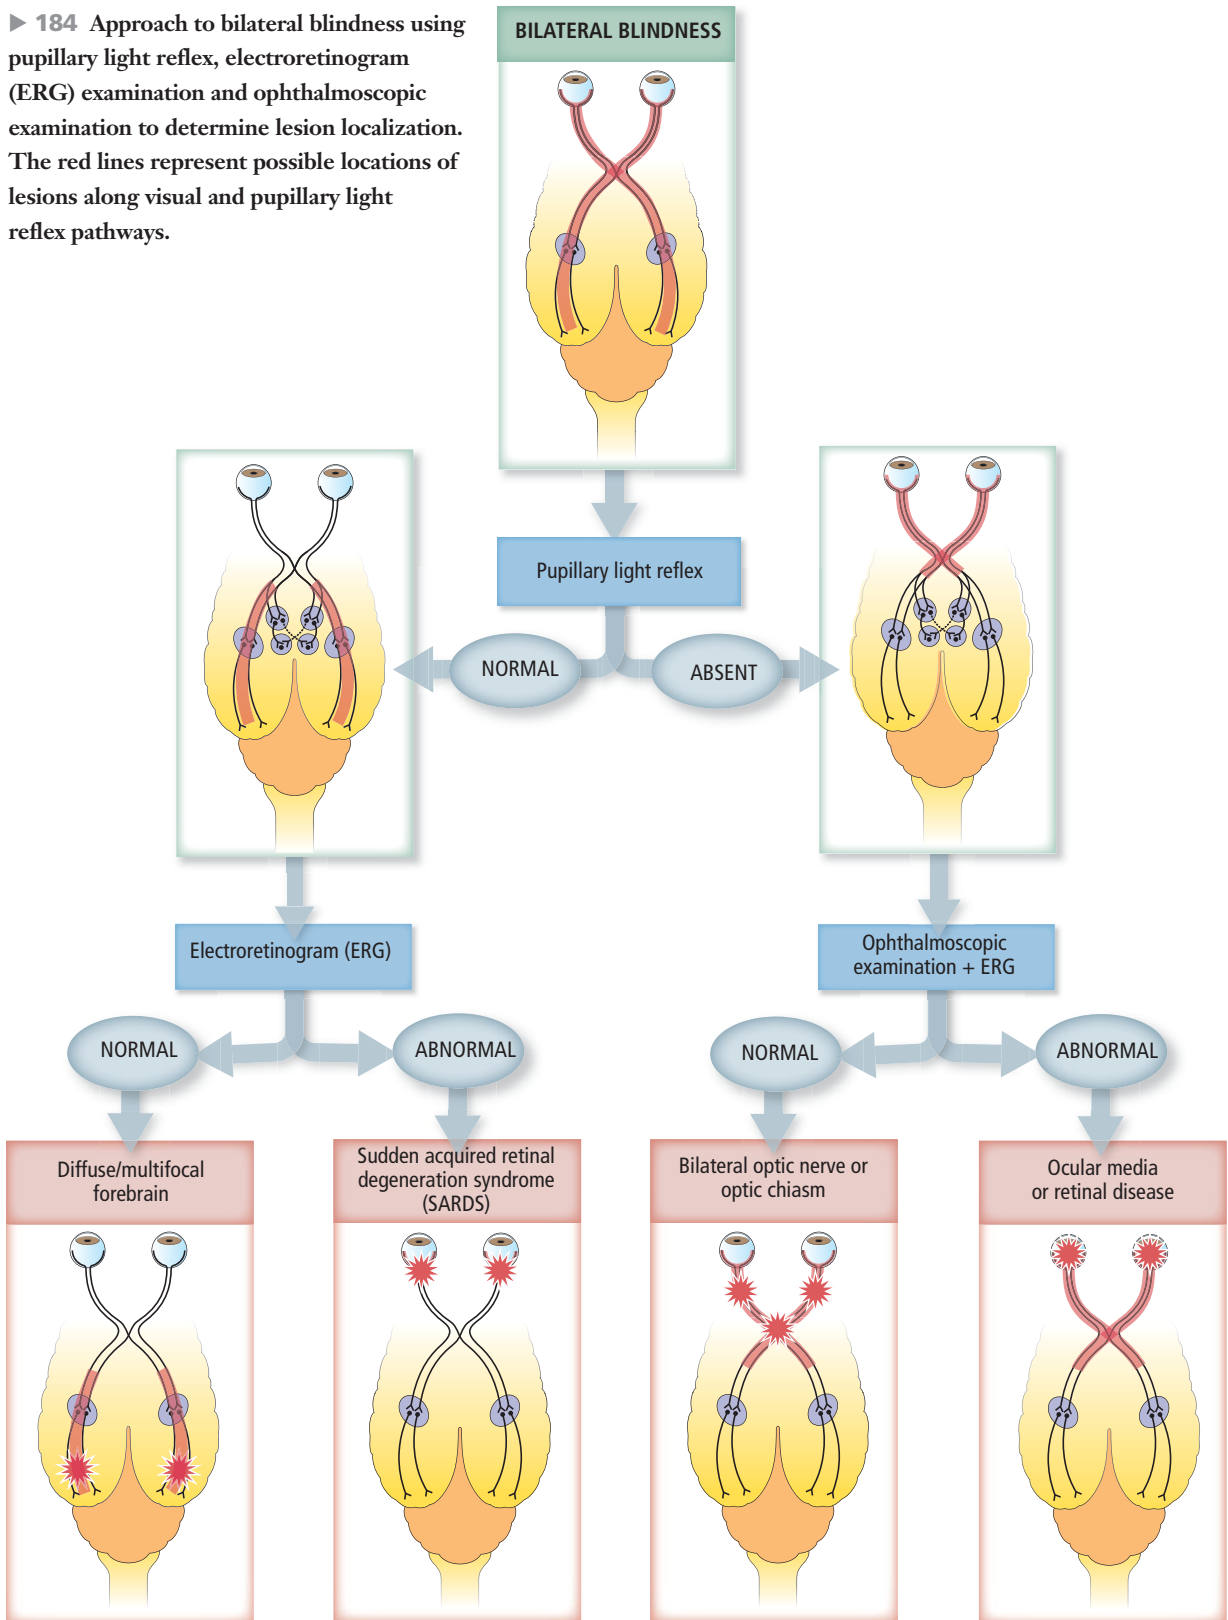 ▶ 184 Approach to bilateral blindness using
pupillary light reflex, electroretinogram
(ERG) examination and ophthalmoscopic
examination to determine lesion localization.
The red lines represent possible locations of
lesions along visual and pupillary light
reflex pathways.
BILATERAL BLINDNESS
Pupillary light reflex
NORMAL
ABSENT
Electroretinogram (ERG)
Ophthalmoscopic
examination + ERG
NORMAL
ABNORMAL
NORMAL
ABNORMAL
Diffuse/multifocal
forebrain
Sudden acquired retinal
degeneration syndrome
(SARDS)
Bilateral optic nerve or
optic chiasm
Ocular media
or retinal disease